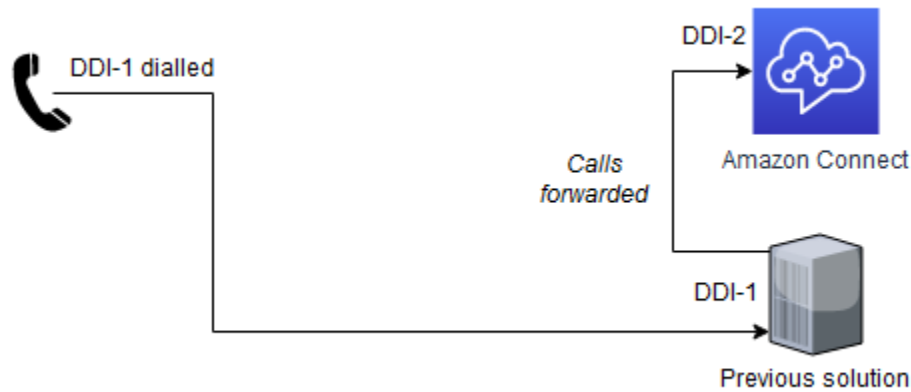 DDI-2
DDI-1 dialled
Calls
forwarded
Amazon Connect
DDI-1
Previous solution